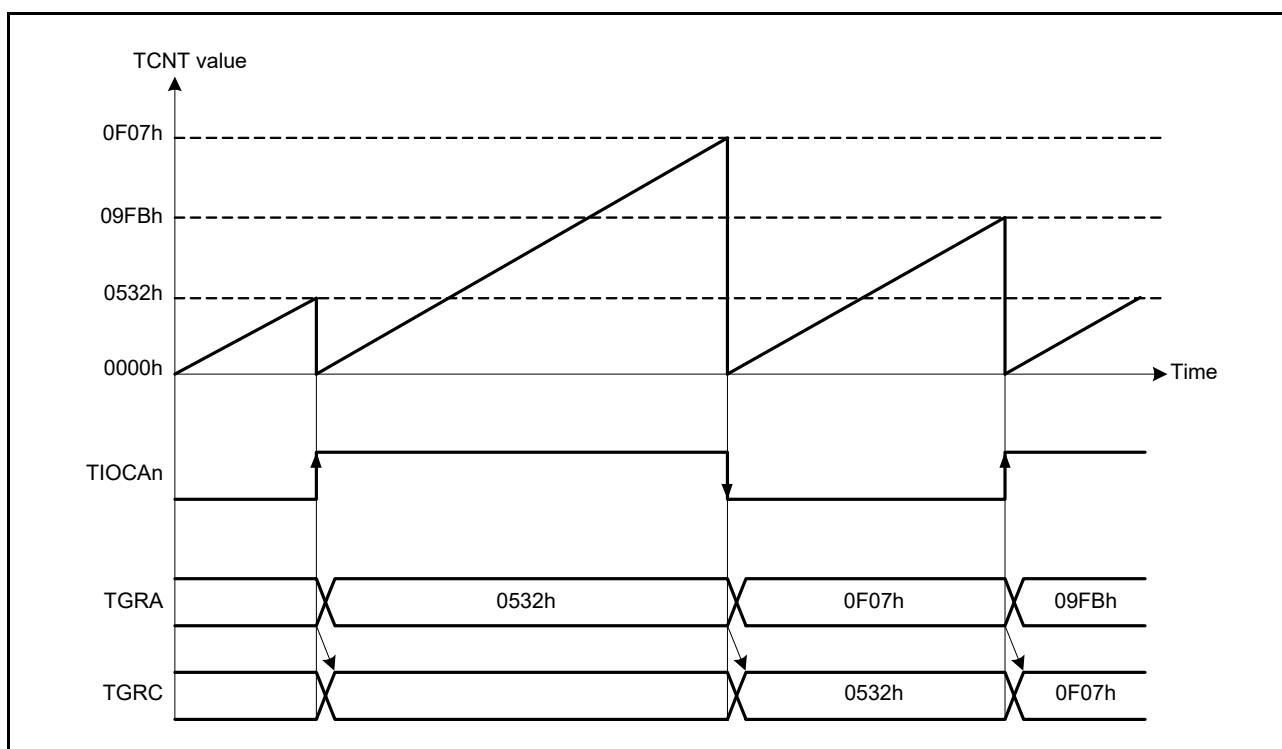 TCNT value
0F07h
09FBh
0532h
0000h
Time
TIOCAn
TGRA
0532h
0F07h
09FBh
TGRC
0532h
0F07h